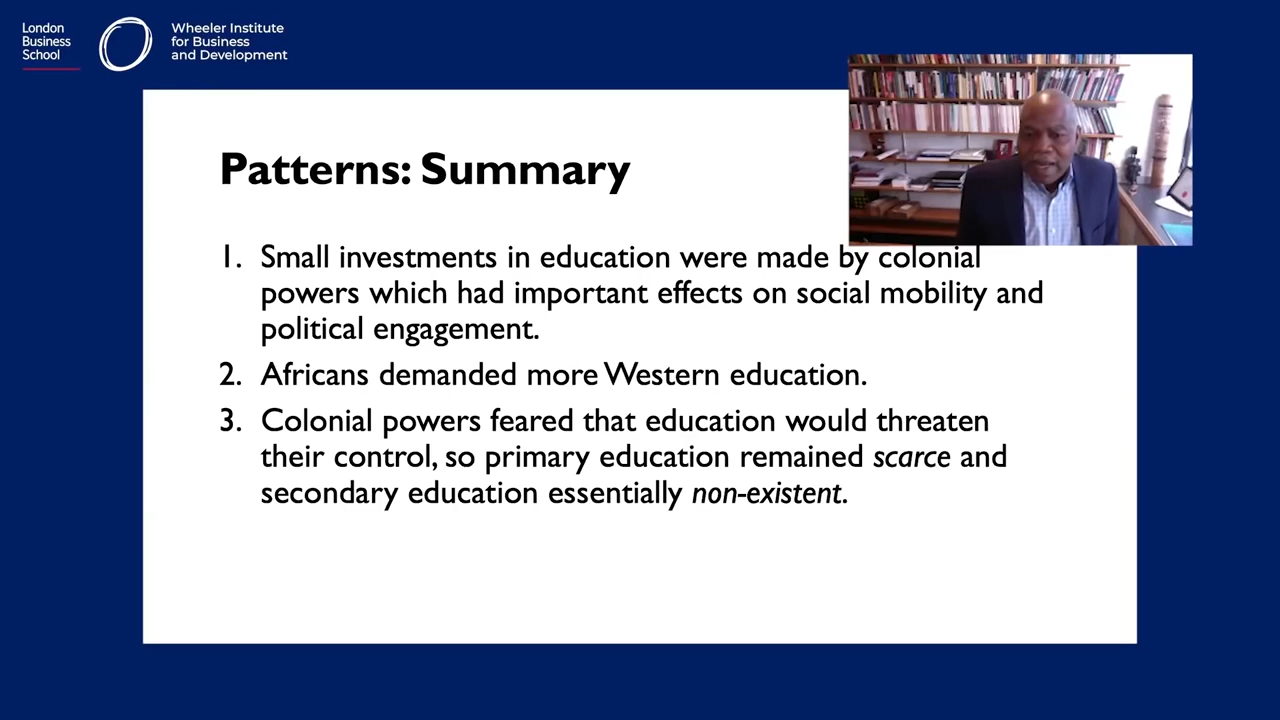 London
Business
School
Wheeler Institute
for Business
and Development
Patterns: Summary
1. Small investments in education were made by colonial
powers which had important effects on social mobility and
political engagement.
2. Africans demanded more Western education.
3. Colonial powers feared that education would threaten
their control, so primary education remained scarce and
secondary education essentially non-existent.